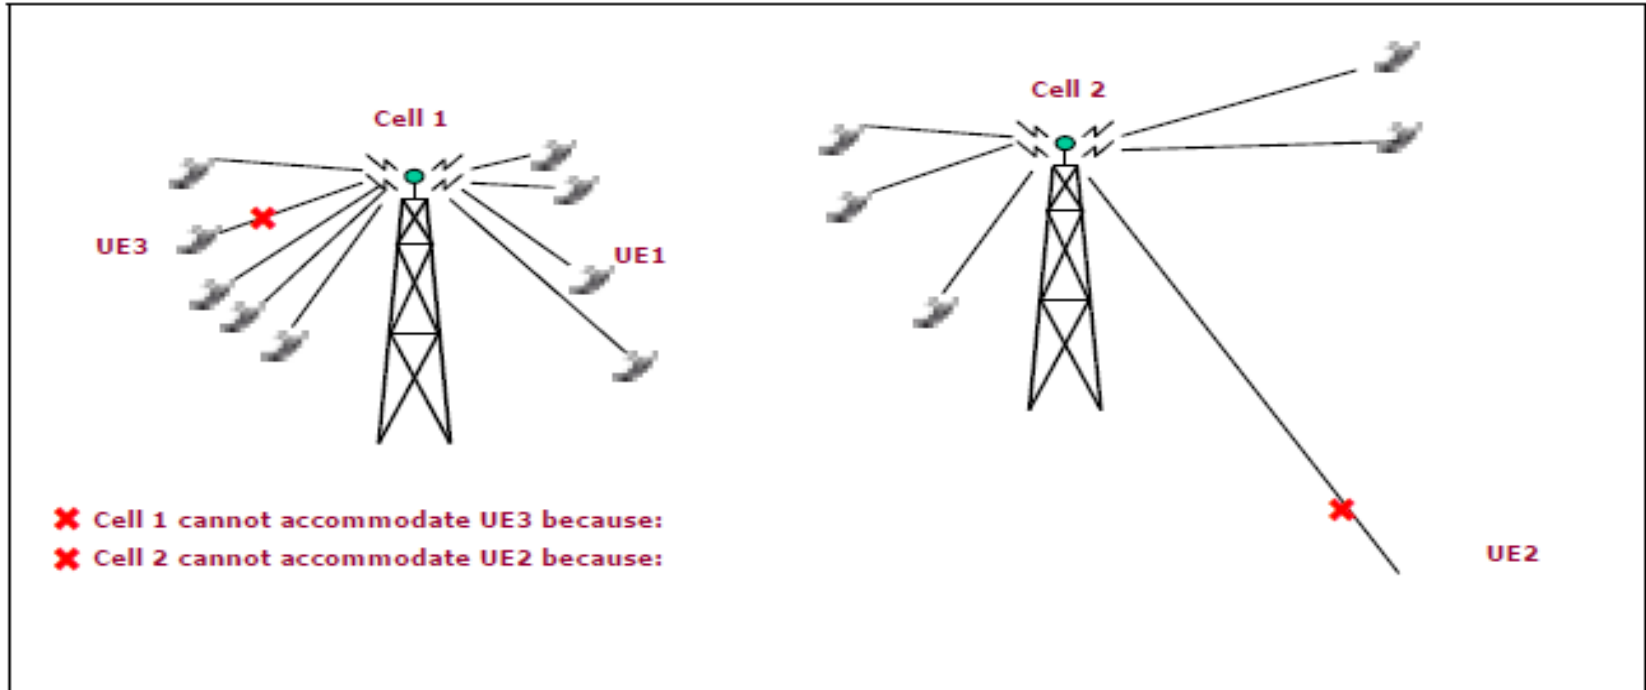 Cell 1
Cell 2
UE3
UE1
Cell 1 cannot accommodate UE3 because:
Cell 2 cannot accommodate UE2 because:
UE2